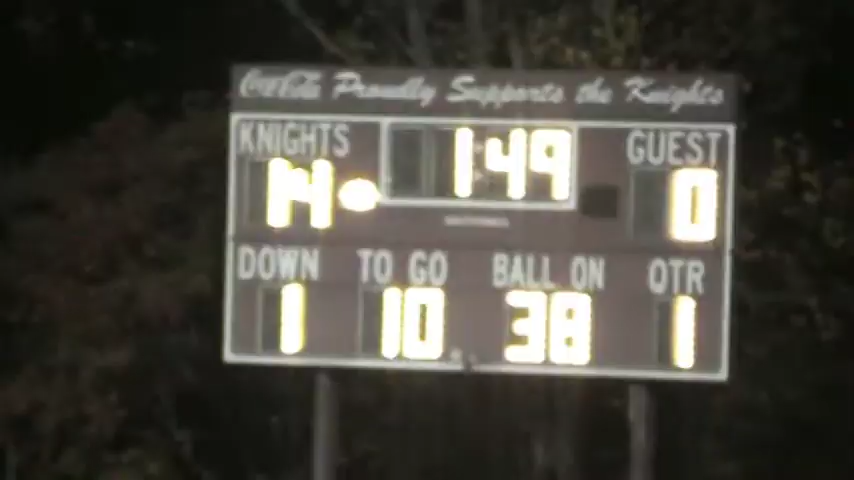 Coca-Cola Proudly Supports the Knights
KNIGHTS 1:49 GUEST
14 0
DOWN TO GO BALL ON QTR
1 10 38 1